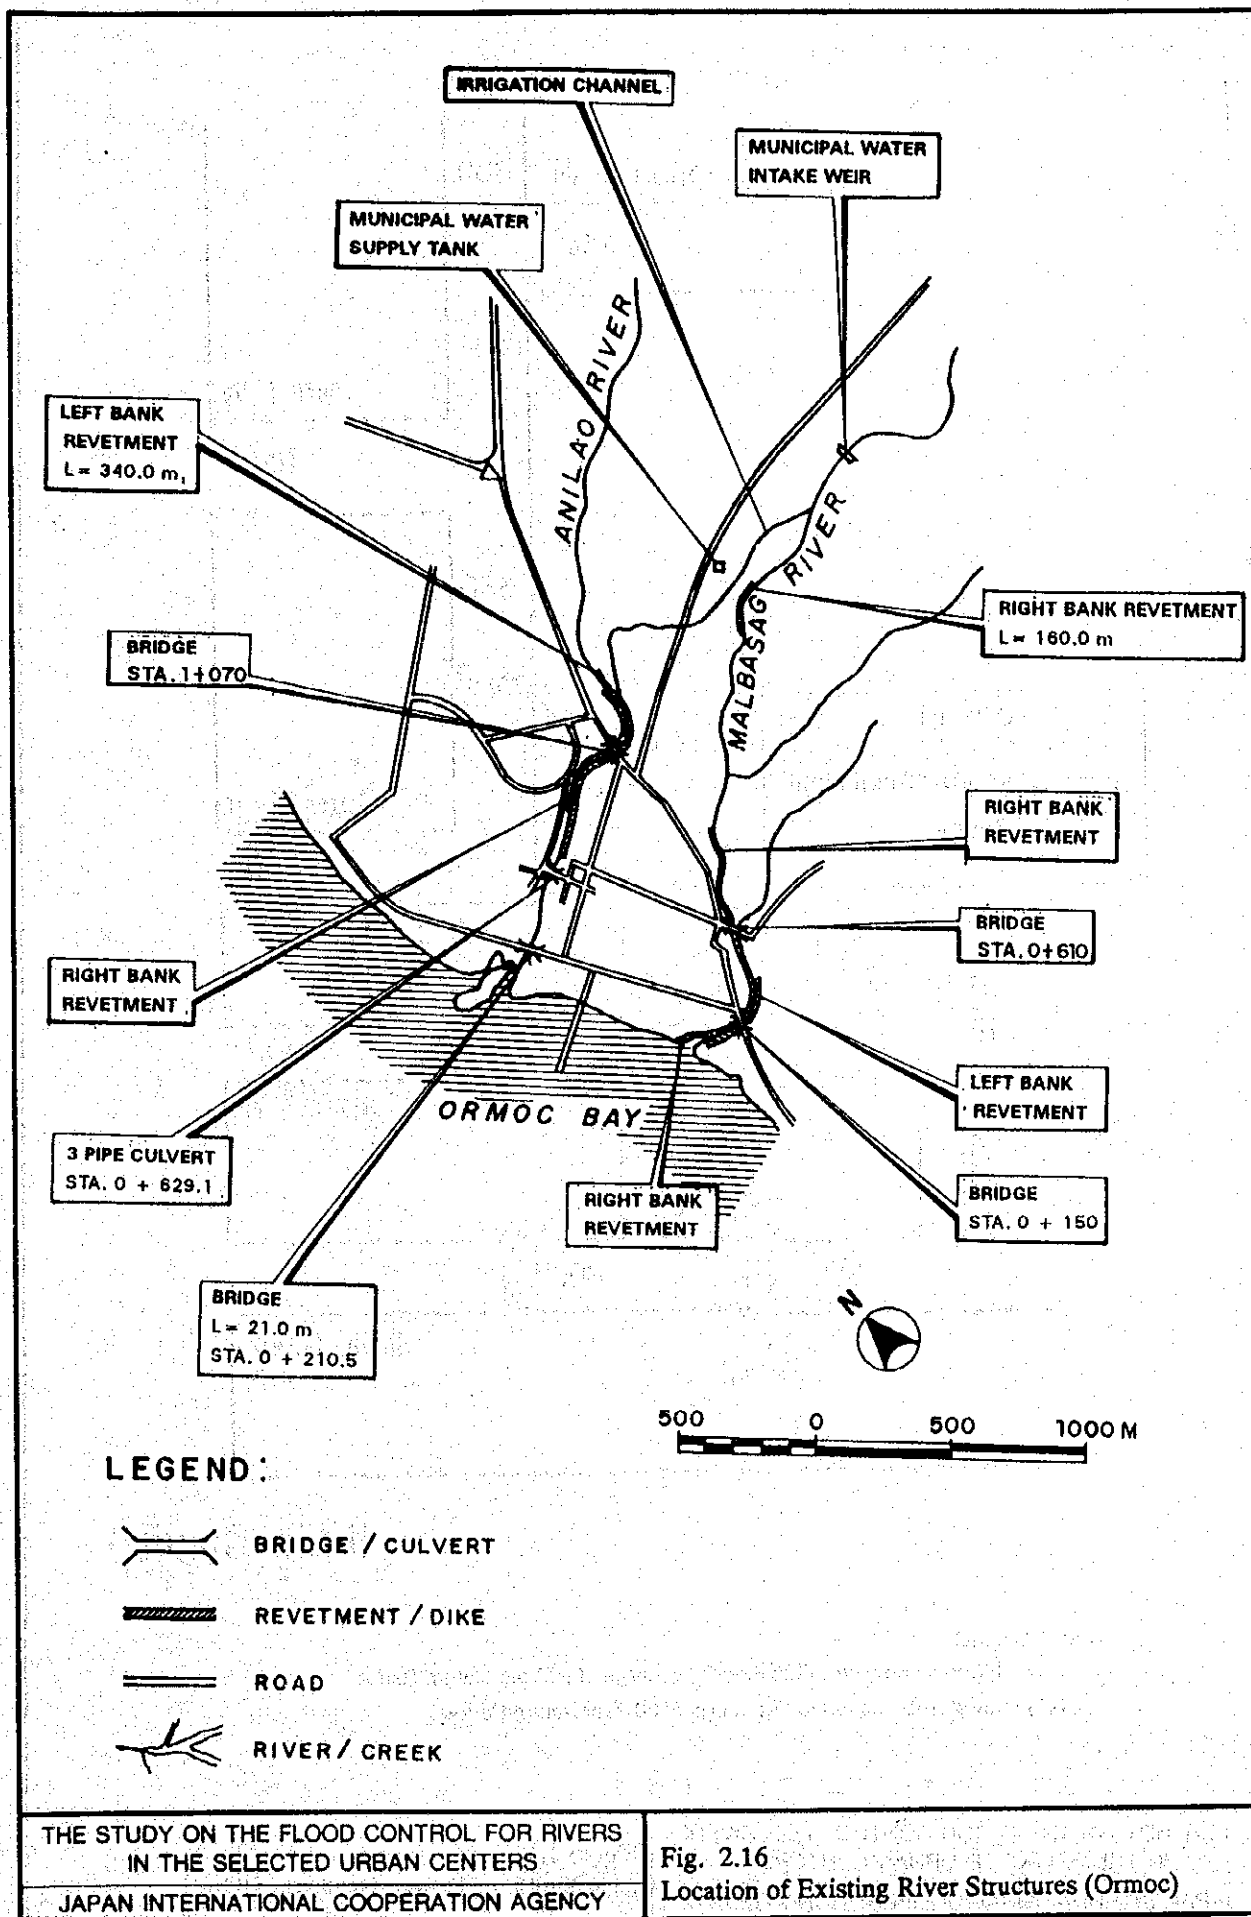 IRRIGATION CHANNEL
MUNICIPAL WATER
INTAKE WEIR
MUNICIPAL WATER
SUPPLY TANK
ANILAO RIVER
LEFT BANK
REVETMENT
L = 340.0 m,
MALBASAG RIVER
RIGHT BANK REVETMENT
L = 160.0 m
BRIDGE
STA. 1+070
RIGHT BANK
REVETMENT
BRIDGE
STA. 0+610
RIGHT BANK
REVETMENT
LEFT BANK
REVETMENT
ORMOC BAY
3 PIPE CULVERT
STA. 0 + 629.1
RIGHT BANK
REVETMENT
BRIDGE
STA. 0 + 150
BRIDGE
L = 21.0 m
STA. 0 + 210.5
N
500 0 500 1000 M
LEGEND:
BRIDGE / CULVERT
REVETMENT / DIKE
ROAD
RIVER / CREEK
THE STUDY ON THE FLOOD CONTROL FOR RIVERS
IN THE SELECTED URBAN CENTERS
JAPAN INTERNATIONAL COOPERATION AGENCY
Fig. 2.16
Location of Existing River Structures (Ormoc)